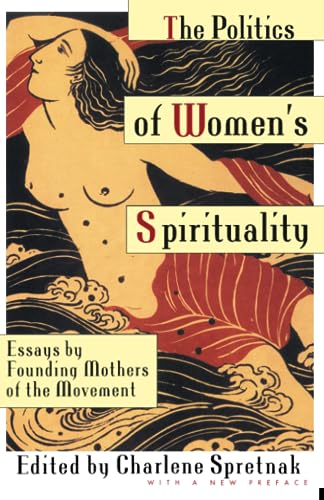 The Politics
of Women's
Spirituality
Essays by
Founding Mothers
of the Movement
Edited by Charlene Spretnak
WITH A NEW PREFACE